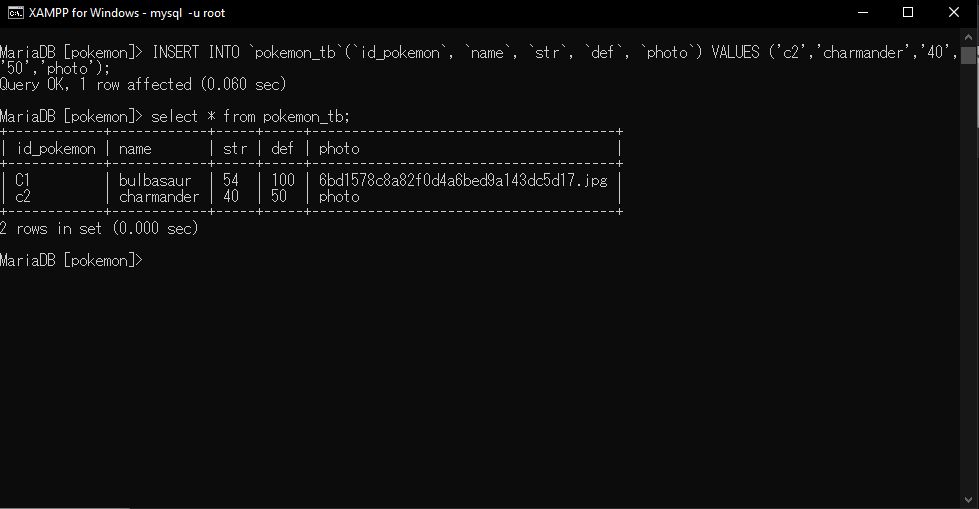 XAMPP for Windows - mysql  -u root
MariaDB [pokemon]> INSERT INTO `pokemon_tb`(`id_pokemon`, `name`, `str`, `def`, `photo`) VALUES ('c2','charmander','40',
'50','photo');
Query OK, 1 row affected (0.060 sec)
MariaDB [pokemon]> select * from pokemon_tb;
+------------+------------+-----+-----+--------------------------------------+
| id_pokemon | name       | str | def | photo                                |
+------------+------------+-----+-----+--------------------------------------+
| C1         | bulbasaur  | 54  | 100 | 6bd1578c8a82f0d4a6bed9a143dc5d17.jpg |
| c2         | charmander | 40  | 50  | photo                                |
+------------+------------+-----+-----+--------------------------------------+
2 rows in set (0.000 sec)
MariaDB [pokemon]>